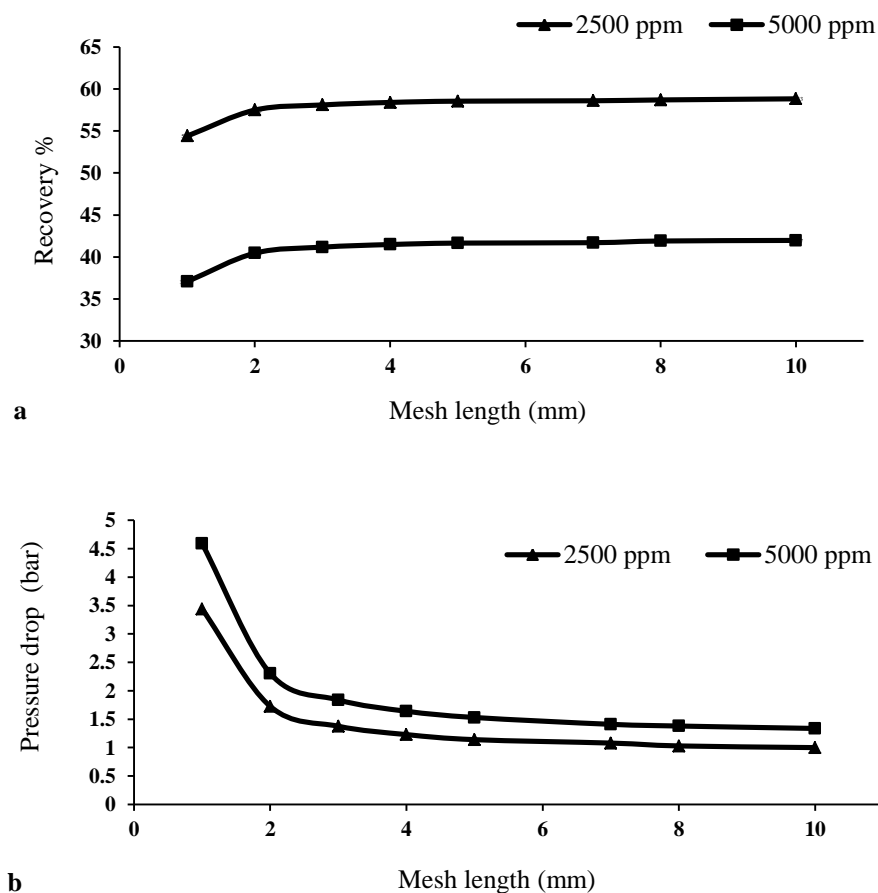 2500 ppm 5000 ppm
65
60
55
50
45
40
35
30
Recovery %
0 2 4 6 8 10
Mesh length (mm)
a
5
4.5
4
3.5
3
2.5
2
1.5
1
0.5
0
Pressure drop (bar)
2500 ppm 5000 ppm
0 2 4 6 8 10
Mesh length (mm)
b